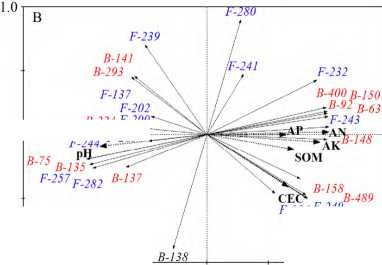 1.0
B
F-280
F-239
B-141
B-293
F-241
F-232
F-137
B-400
B-150
F-202
B-92
B-63
F-243
AP
AN
AK
B-148
pH
SOM
B-75
B-135
F-257
F-282
B-137
B-158
CEC
B-489
B-138